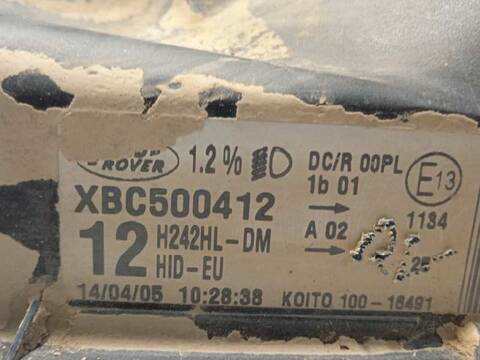 ROVER 1.2% DC/R 00PL E13
1b 01
XBC500412 → 1134
12 H242HL-DM A 02
HID-EU → 25
14/04/05 10:28:38 KOITO 100-16491